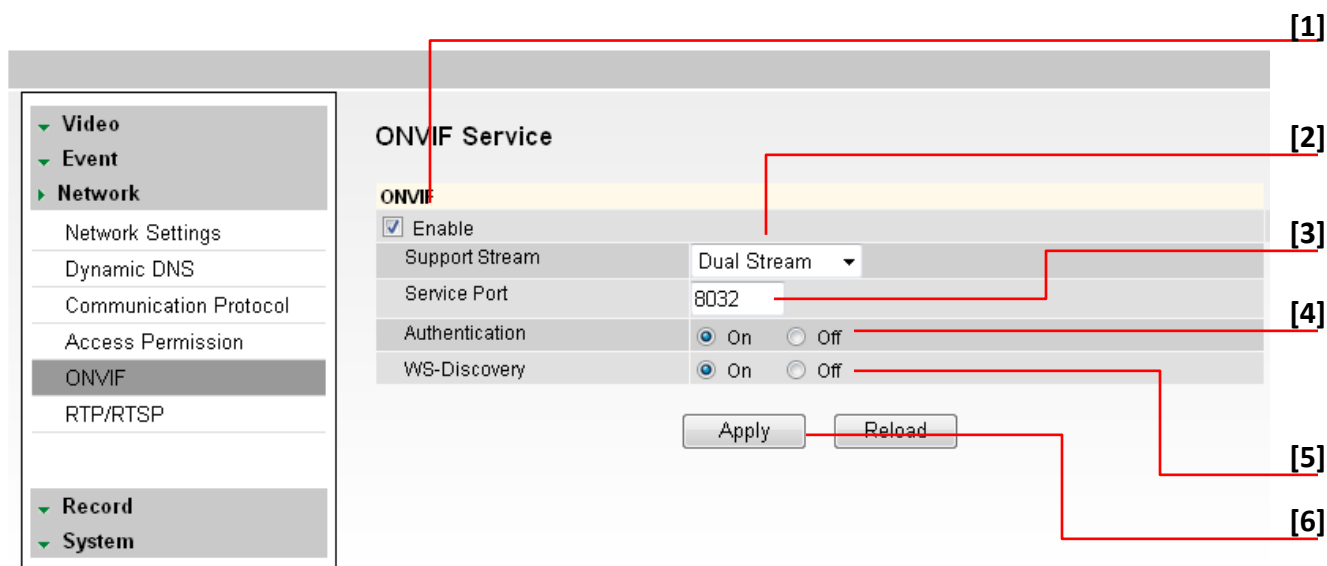 [1]
Video
Event
Network
Network Settings
Dynamic DNS
Communication Protocol
Access Permission
ONVIF
RTP/RTSP
Record
System
ONVIF Service
[2]
ONVIF
Enable
[3]
Support Stream Dual Stream
Service Port 8032
[4]
Authentication On Off
WS-Discovery On Off
Apply Reload
[5]
[6]